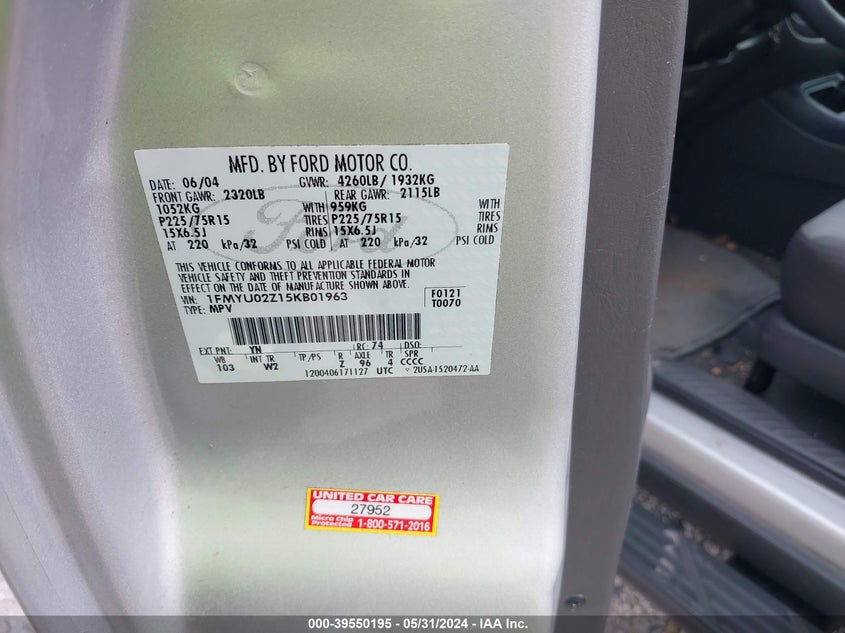 MFD. BY FORD MOTOR CO.
DATE: 06/04 GVWR: 4260LB/ 1932KG
FRONT GAWR: 2320LB REAR GAWR: 2115LB
1052KG WITH 959KG WITH
P225/75R15 TIRES P225/75R15 TIRES
15X6.5J RIMS 15X6.5J RIMS
AT 220 kPa/32 PSI COLD AT 220 kPa/32 PSI COLD
Ford
THIS VEHICLE CONFORMS TO ALL APPLICABLE FEDERAL MOTOR
VEHICLE SAFETY AND THEFT PREVENTION STANDARDS IN
EFFECT ON THE DATE OF MANUFACTURE SHOWN ABOVE.
VIN: 1FMYU02Z15KB01963 F0121
TYPE: MPV T0070
EXT PNT: YN RC: 74 DSO:
WB INT TR TP/PS R AXLE TR SPR
103 W2 Z 96 4 CCCC
1200406171127 UTC 2U5A-1520472-AA
UNITED CAR CARE
27952
Micro Chip
Protected 1-800-571-2016
000-39550195 - 05/31/2024 - IAA Inc.